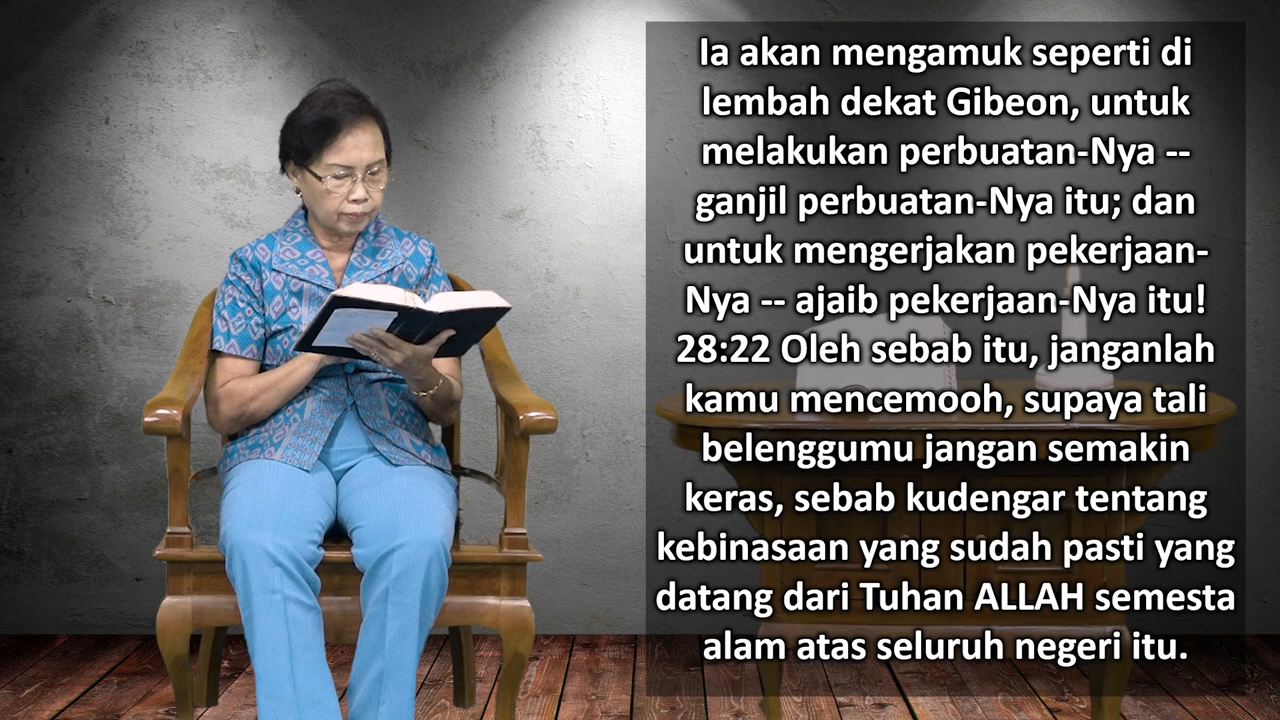 Ia akan mengamuk seperti di
lembah dekat Gibeon, untuk
melakukan perbuatan-Nya --
ganjil perbuatan-Nya itu; dan
untuk mengerjakan pekerjaan-
Nya -- ajaib pekerjaan-Nya itu!
28:22 Oleh sebab itu, janganlah
kamu mencemooh, supaya tali
belenggumu jangan semakin
keras, sebab kudengar tentang
kebinasaan yang sudah pasti yang
datang dari Tuhan ALLAH semesta
alam atas seluruh negeri itu.